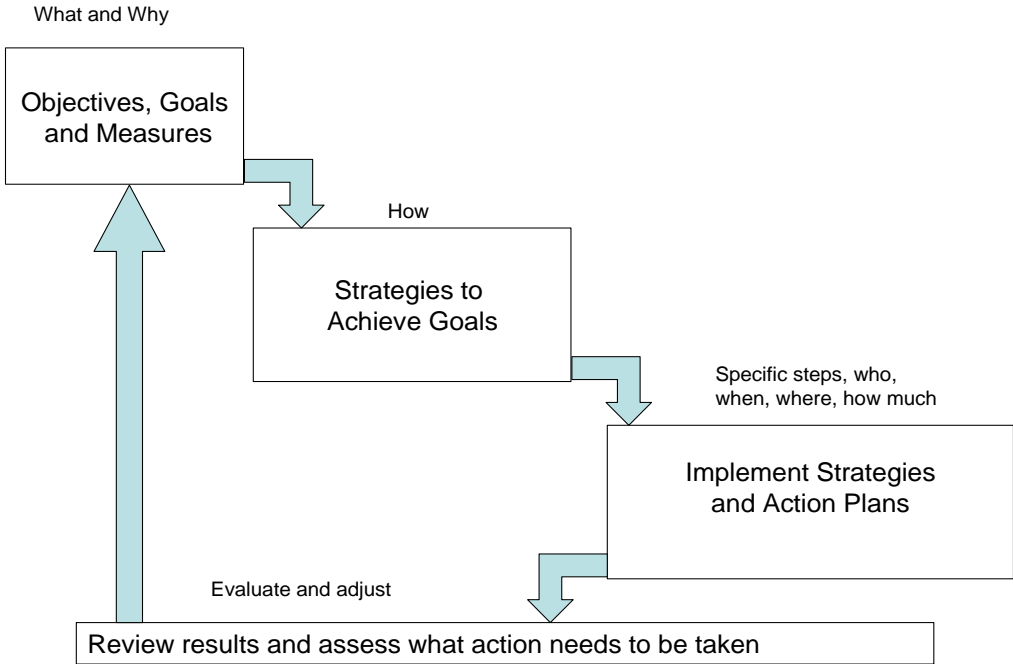 What and Why
Objectives, Goals
and Measures
How
Strategies to
Achieve Goals
Specific steps, who,
when, where, how much
Implement Strategies
and Action Plans
Evaluate and adjust
Review results and assess what action needs to be taken